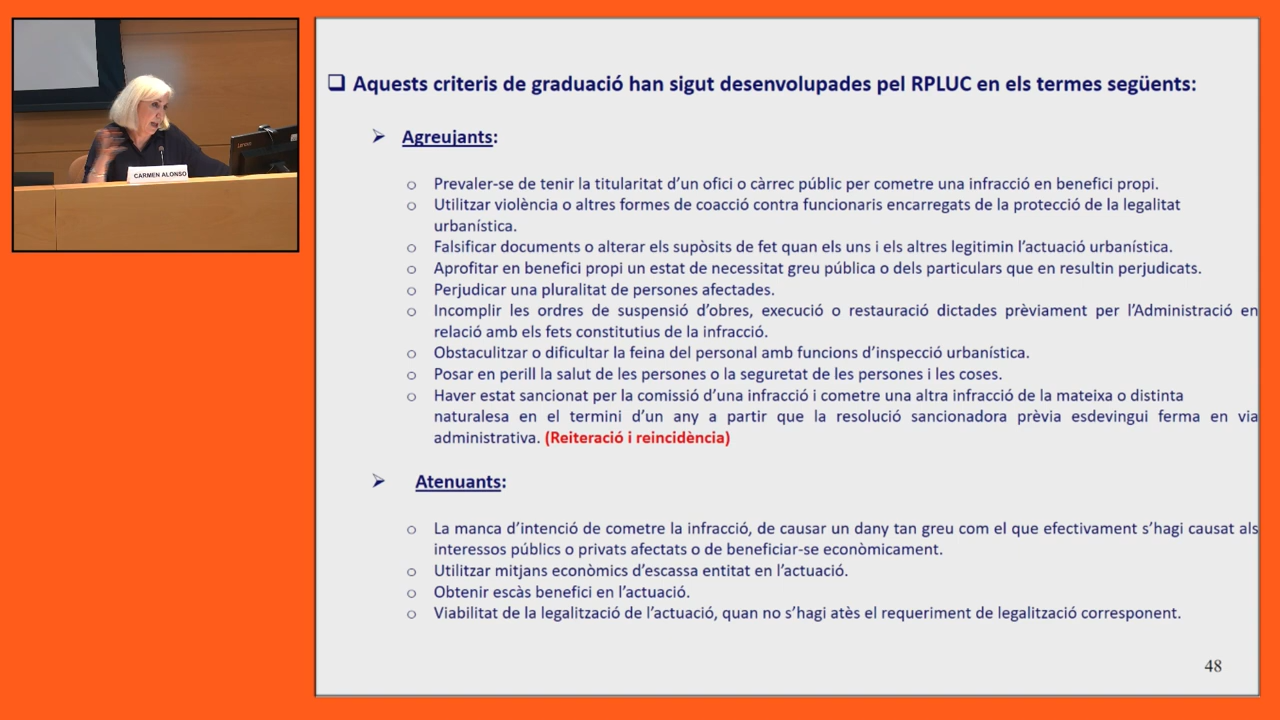 CARMEN ALONSO
❑ Aquests criteris de graduació han sigut desenvolupades pel RPLUC en els termes següents:
➢ Agreujants:
○ Prevaler-se de tenir la titularitat d'un ofici o càrrec públic per cometre una infracció en benefici propi.
○ Utilitzar violència o altres formes de coacció contra funcionaris encarregats de la protecció de la legalitat
urbanística.
○ Falsificar documents o alterar els supòsits de fet quan els uns i els altres legitimin l'actuació urbanística.
○ Aprofitar en benefici propi un estat de necessitat greu pública o dels particulars que en resultin perjudicats.
○ Perjudicar una pluralitat de persones afectades.
○ Incomplir les ordres de suspensió d'obres, execució o restauració dictades prèviament per l'Administració en
relació amb els fets constitutius de la infracció.
○ Obstaculitzar o dificultar la feina del personal amb funcions d'inspecció urbanística.
○ Posar en perill la salut de les persones o la seguretat de les persones i les coses.
○ Haver estat sancionat per la comissió d'una infracció i cometre una altra infracció de la mateixa o distinta
naturalesa en el termini d'un any a partir que la resolució sancionadora prèvia esdevingui ferma en via
administrativa. (Reiteració i reincidència)
➢ Atenuants:
○ La manca d'intenció de cometre la infracció, de causar un dany tan greu com el que efectivament s'hagi causat als
interessos públics o privats afectats o de beneficiar-se econòmicament.
○ Utilitzar mitjans econòmics d'escassa entitat en l'actuació.
○ Obtenir escàs benefici en l'actuació.
○ Viabilitat de la legalització de l'actuació, quan no s'hagi atès el requeriment de legalització corresponent.
48